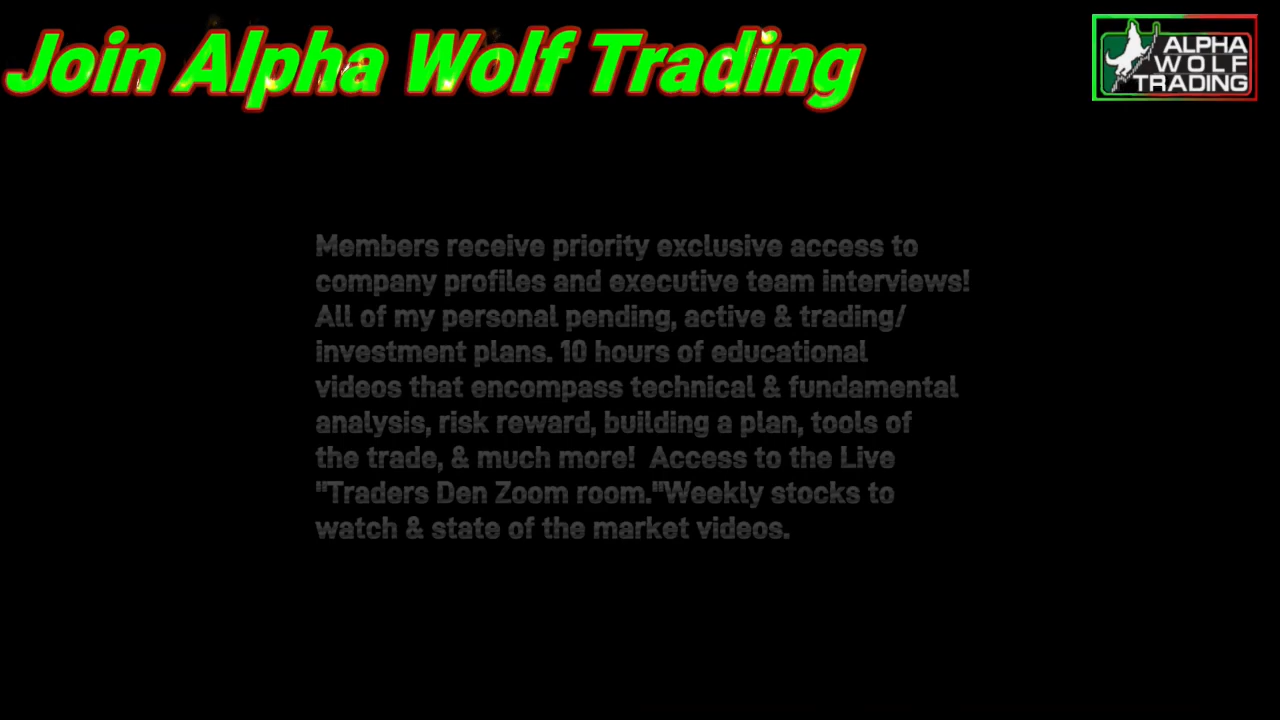 Join Alpha Wolf Trading
ALPHA
WOLF
TRADING
Members receive priority exclusive access to
company profiles and executive team interviews!
All of my personal pending, active & trading/
investment plans. 10 hours of educational
videos that encompass technical & fundamental
analysis, risk reward, building a plan, tools of
the trade, & much more!  Access to the Live
"Traders Den Zoom room."Weekly stocks to
watch & state of the market videos.